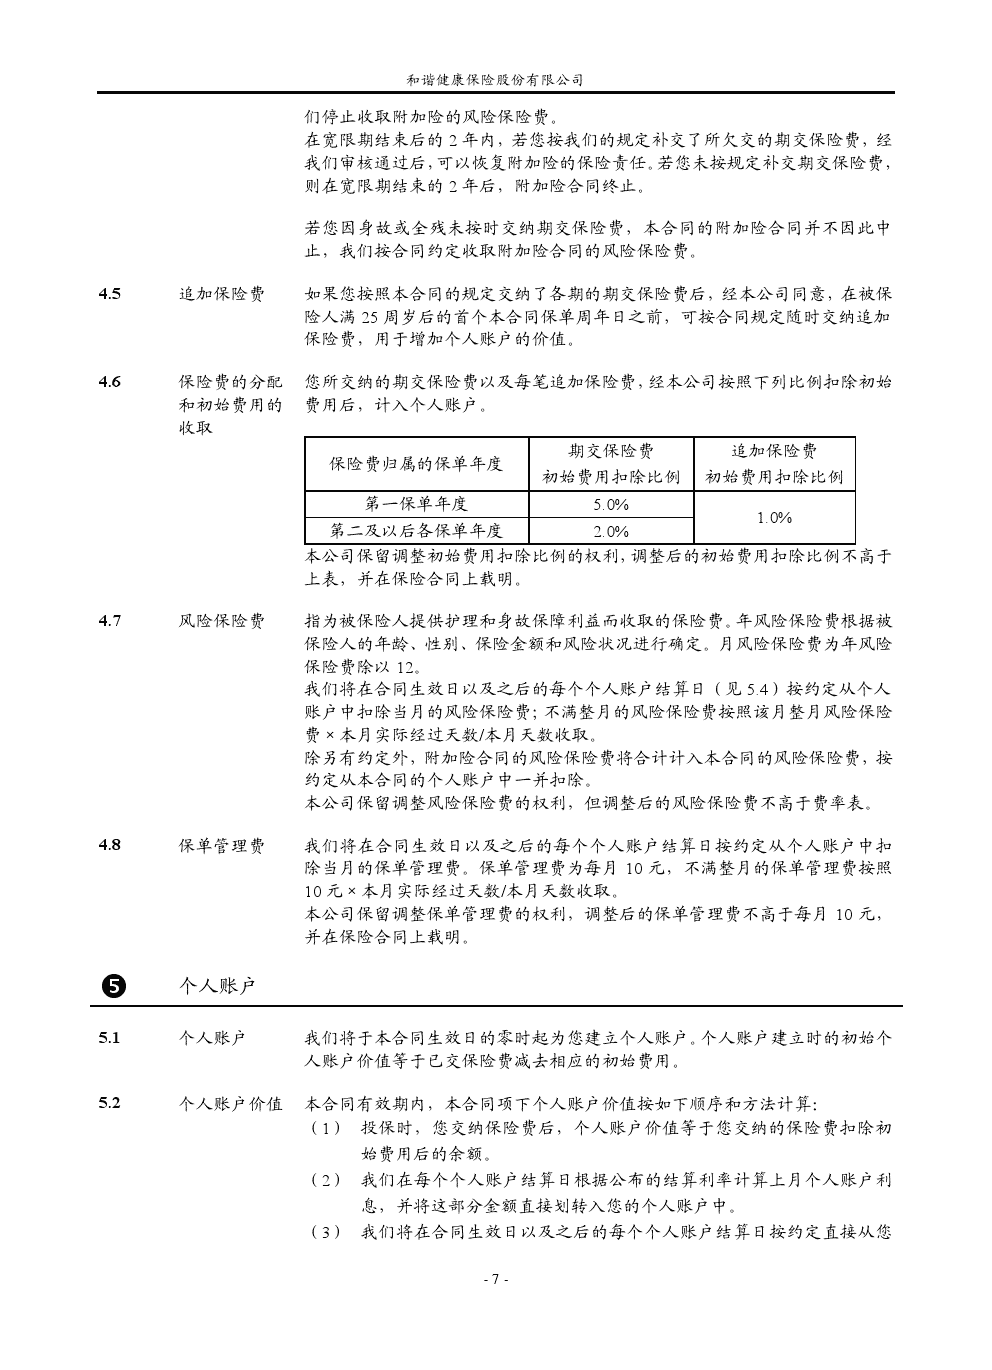 和谐健康保险股份有限公司
们停止收取附加险的风险保险费。
在宽限期结束后的 2 年内，若您按我们的规定补交了所欠交的期交保险费，经
我们审核通过后，可以恢复附加险的保险责任。若您未按规定补交期交保险费，
则在宽限期结束的 2 年后，附加险合同终止。
若您因身故或全残未按时交纳期交保险费，本合同的附加险合同并不因此中
止，我们按合同约定收取附加险合同的风险保险费。
4.5 追加保险费 如果您按照本合同的规定交纳了各期的期交保险费后，经本公司同意，在被保
险人满 25 周岁后的首个本合同保单周年日之前，可按合同规定随时交纳追加
保险费，用于增加个人账户的价值。
4.6 保险费的分配 您所交纳的期交保险费以及每笔追加保险费，经本公司按照下列比例扣除初始
和初始费用的 费用后，计入个人账户。
收取
保险费归属的保单年度 期交保险费 追加保险费
初始费用扣除比例 初始费用扣除比例
第一保单年度 5.0% 1.0%
第二及以后各保单年度 2.0%
本公司保留调整初始费用扣除比例的权利，调整后的初始费用扣除比例不高于
上表，并在保险合同上载明。
4.7 风险保险费 指为被保险人提供护理和身故保障利益而收取的保险费。年风险保险费根据被
保险人的年龄、性别、保险金额和风险状况进行确定。月风险保险费为年风险
保险费除以 12。
我们将在合同生效日以及之后的每个个人账户结算日（见 5.4）按约定从个人
账户中扣除当月的风险保险费；不满整月的风险保险费按照该月整月风险保险
费×本月实际经过天数/本月天数收取。
除另有约定外，附加险合同的风险保险费将合计计入本合同的风险保险费，按
约定从本合同的个人账户中一并扣除。
本公司保留调整风险保险费的权利，但调整后的风险保险费不高于费率表。
4.8 保单管理费 我们将在合同生效日以及之后的每个个人账户结算日按约定从个人账户中扣
除当月的保单管理费。保单管理费为每月 10 元，不满整月的保单管理费按照
10 元×本月实际经过天数/本月天数收取。
本公司保留调整保单管理费的权利，调整后的保单管理费不高于每月 10 元，
并在保险合同上载明。
❺ 个人账户
5.1 个人账户 我们将于本合同生效日的零时起为您建立个人账户。个人账户建立时的初始个
人账户价值等于已交保险费减去相应的初始费用。
5.2 个人账户价值 本合同有效期内，本合同项下个人账户价值按如下顺序和方法计算：
（1） 投保时，您交纳保险费后，个人账户价值等于您交纳的保险费扣除初
始费用后的余额。
（2） 我们在每个个人账户结算日根据公布的结算利率计算上月个人账户利
息，并将这部分金额直接划转入您的个人账户中。
（3） 我们将在合同生效日以及之后的每个个人账户结算日按约定直接从您
- 7 -